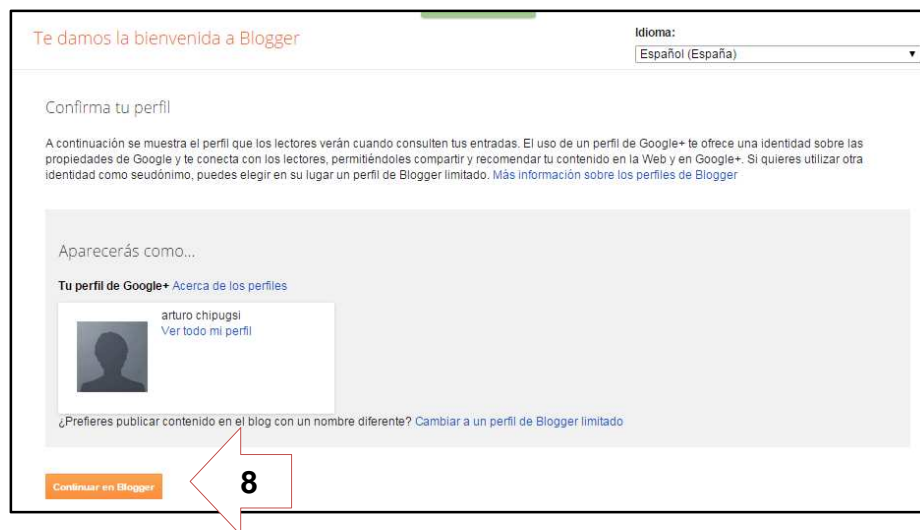 Te damos la bienvenida a Blogger
Idioma:
Español (España)
Confirma tu perfil
A continuación se muestra el perfil que los lectores verán cuando consulten tus entradas. El uso de un perfil de Google+ te ofrece una identidad sobre las
propiedades de Google y te conecta con los lectores, permitiéndoles compartir y recomendar tu contenido en la Web y en Google+. Si quieres utilizar otra
identidad como seudónimo, puedes elegir en su lugar un perfil de Blogger limitado. Más información sobre los perfiles de Blogger
Aparecerás como...
Tu perfil de Google+ Acerca de los perfiles
arturo chipugsi
Ver todo mi perfil
¿Prefieres publicar contenido en el blog con un nombre diferente? Cambiar a un perfil de Blogger limitado
Continuar en Blogger
8